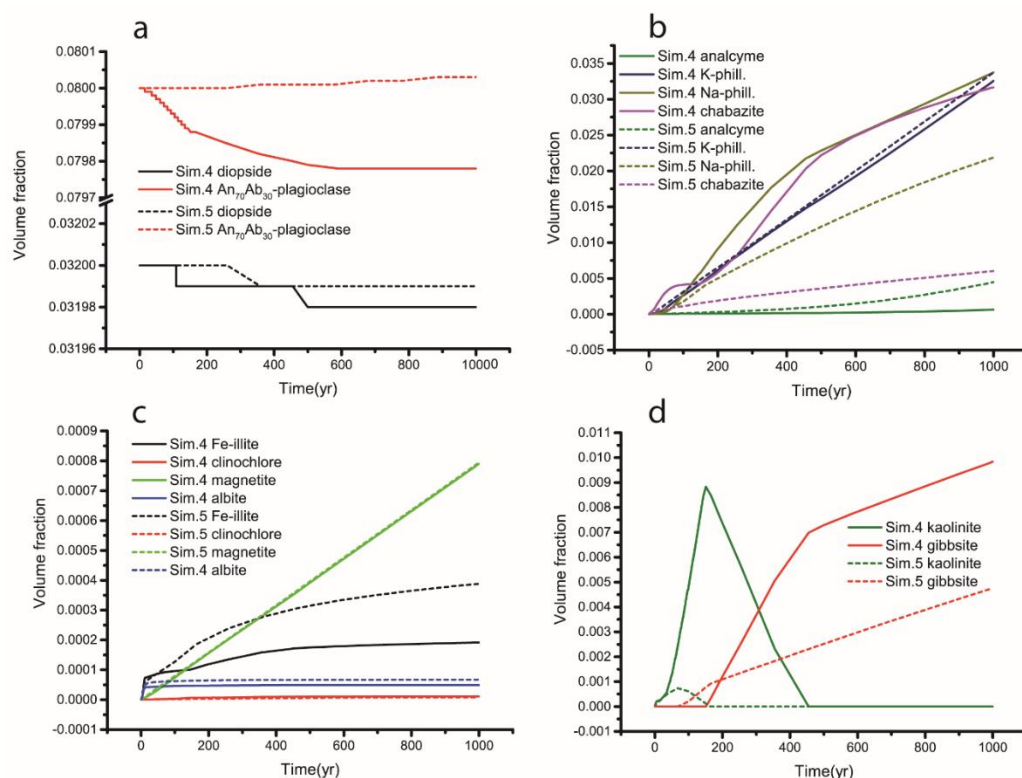 a
0.0801
0.0800
0.0799
0.0798
0.0797
0.03202
0.03200
0.03198
0.03196
Volume fraction
Sim.4 diopside
Sim.4 An₇₀Ab₃₀-plagioclase
Sim.5 diopside
Sim.5 An₇₀Ab₃₀-plagioclase
0 200 400 600 800 10000
Time(yr)
b
0.035
0.030
0.025
0.020
0.015
0.010
0.005
0.000
-0.005
Volume fraction
Sim.4 analcyme
Sim.4 K-phill.
Sim.4 Na-phill.
Sim.4 chabazite
Sim.5 analcyme
Sim.5 K-phill.
Sim.5 Na-phill.
Sim.5 chabazite
0 200 400 600 800 1000
Time(yr)
c
0.0009
0.0008
0.0007
0.0006
0.0005
0.0004
0.0003
0.0002
0.0001
0.0000
-0.0001
Volume fraction
Sim.4 Fe-illite
Sim.4 clinochlore
Sim.4 magnetite
Sim.4 albite
Sim.5 Fe-illite
Sim.5 clinochlore
Sim.5 magnetite
Sim.4 albite
0 200 400 600 800 1000
Time(yr)
d
0.011
0.010
0.009
0.008
0.007
0.006
0.005
0.004
0.003
0.002
0.001
0.000
0.001
Volume fraction
Sim.4 kaolinite
Sim.4 gibbsite
Sim.5 kaolinite
Sim.5 gibbsite
0 200 400 600 800 1000
Time(yr)